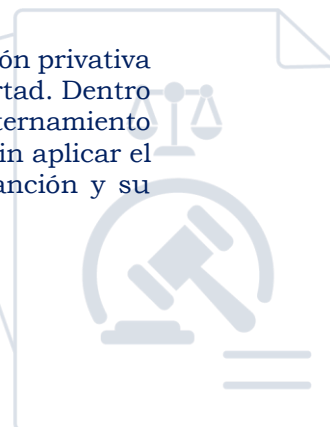 ón privativa
rtad. Dentro
ternamiento
in aplicar el
anción y su